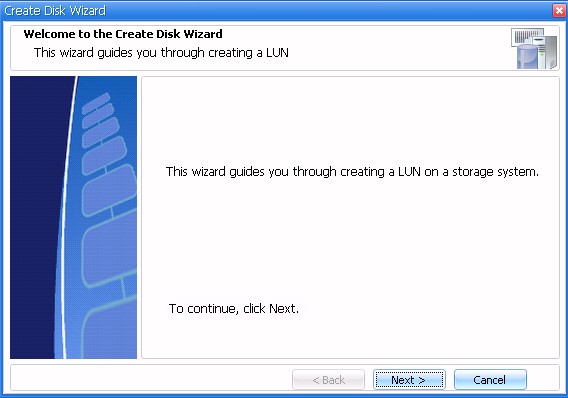 Create Disk Wizard
Welcome to the Create Disk Wizard
This wizard guides you through creating a LUN
This wizard guides you through creating a LUN on a storage system.
To continue, click Next.
< Back
Next >
Cancel